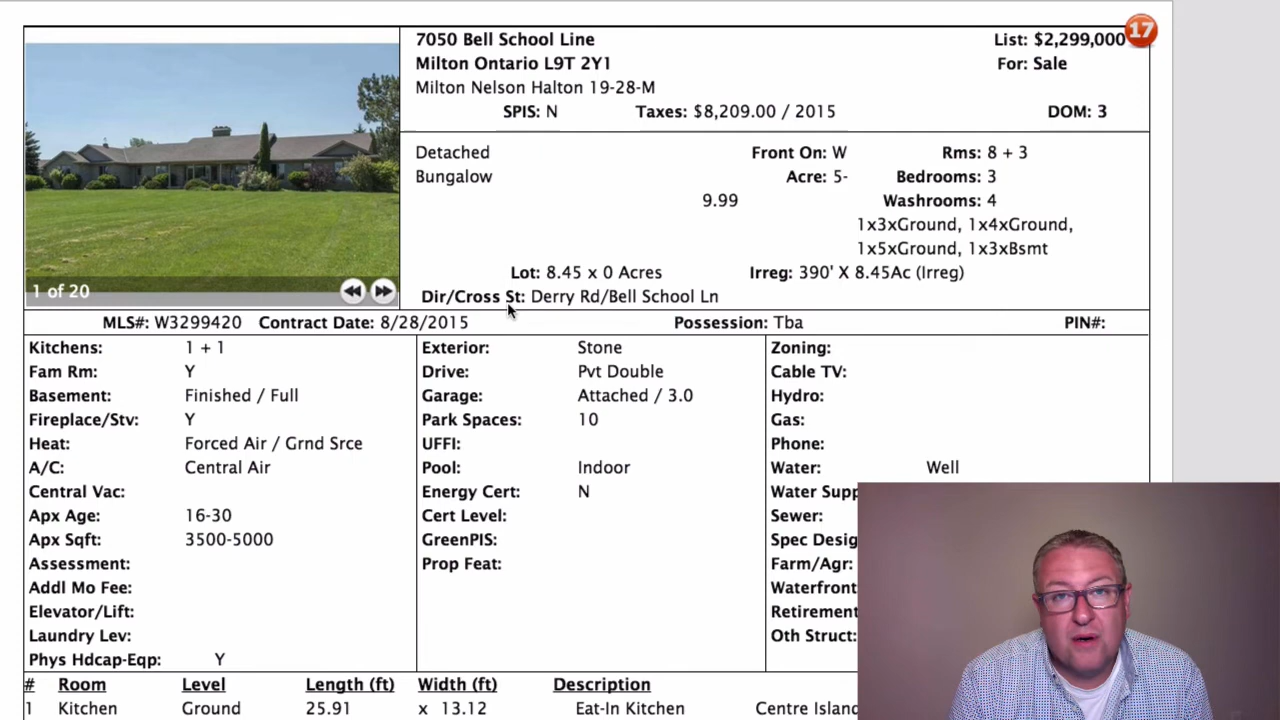 7050 Bell School Line List: $2,299,000 17
Milton Ontario L9T 2Y1 For: Sale
Milton Nelson Halton 19-28-M
SPIS: N Taxes: $8,209.00 / 2015 DOM: 3
Detached Front On: W Rms: 8 + 3
Bungalow Acre: 5- Bedrooms: 3
9.99 Washrooms: 4
1x3xGround, 1x4xGround,
1x5xGround, 1x3xBsmt
Lot: 8.45 x 0 Acres Irreg: 390' X 8.45Ac (Irreg)
1 of 20
Dir/Cross St: Derry Rd/Bell School Ln
MLS#: W3299420 Contract Date: 8/28/2015 Possession: Tba PIN#:
Kitchens: 1 + 1 Exterior: Stone Zoning:
Fam Rm: Y Drive: Pvt Double Cable TV:
Basement: Finished / Full Garage: Attached / 3.0 Hydro:
Fireplace/Stv: Y Park Spaces: 10 Gas:
Heat: Forced Air / Grnd Srce UFFI: Phone:
A/C: Central Air Pool: Indoor Water: Well
Central Vac: Energy Cert: N Water Supp
Apx Age: 16-30 Cert Level: Sewer:
Apx Sqft: 3500-5000 GreenPIS: Spec Desig
Assessment: Prop Feat: Farm/Agr:
Addl Mo Fee: Waterfront
Elevator/Lift: Retirement
Laundry Lev: Oth Struct:
Phys Hdcap-Eqp: Y
# Room Level Length (ft) Width (ft) Description
1 Kitchen Ground 25.91 x 13.12 Eat-In Kitchen Centre Island